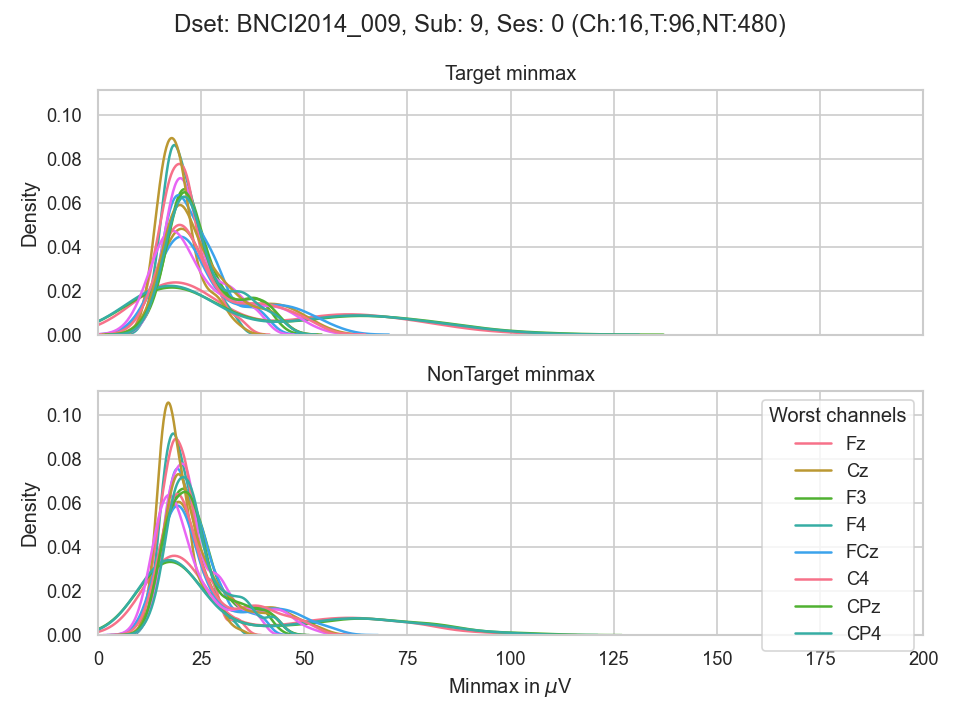 Dset: BNCI2014_009, Sub: 9, Ses: 0 (Ch:16,T:96,NT:480)
Target minmax
0.10
0.08
0.06
0.04
0.02
0.00
Density
NonTarget minmax
0.10
0.08
0.06
0.04
0.02
0.00
Density
Worst channels
Fz
Cz
F3
F4
FCz
C4
CPz
CP4
0 25 50 75 100 125 150 175 200
Minmax in μV